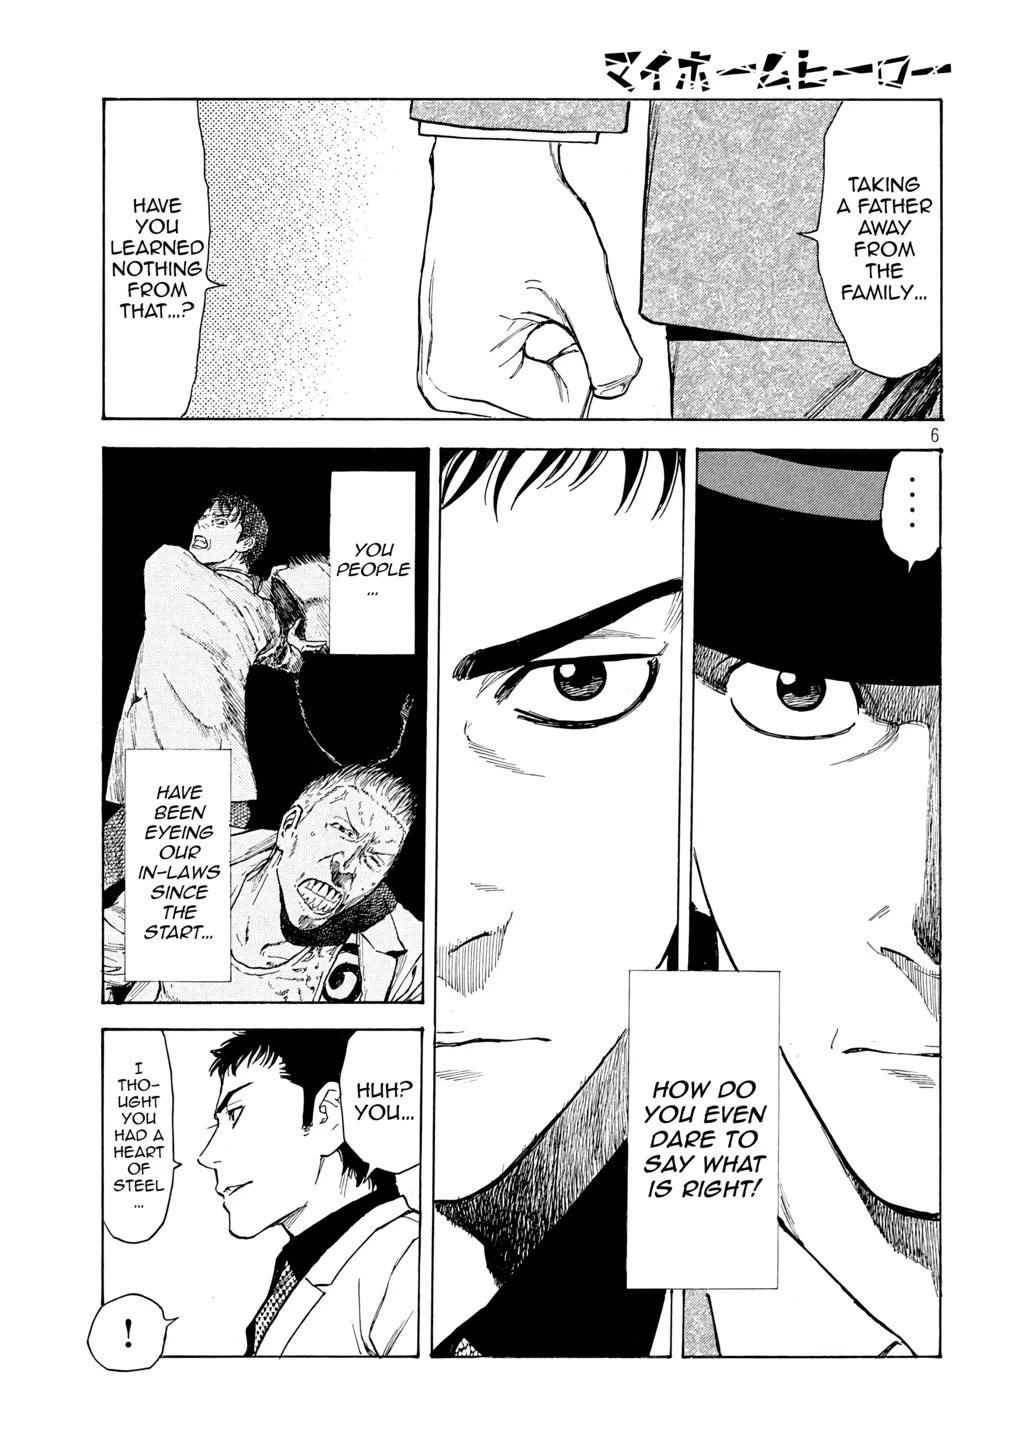 マイホームヒーロー
TAKING
A FATHER
AWAY
FROM
THE
FAMILY...
HAVE
YOU
LEARNED
NOTHING
FROM
THAT...?
6
....
HOW DO
YOU EVEN
DARE TO
SAY WHAT
IS RIGHT!
YOU
PEOPLE
...
HAVE
BEEN
EYEING
OUR
IN-LAWS
SINCE
THE
START...
HUH?
YOU...
I
THO-
UGHT
YOU
HAD A
HEART
OF
STEEL
...
!